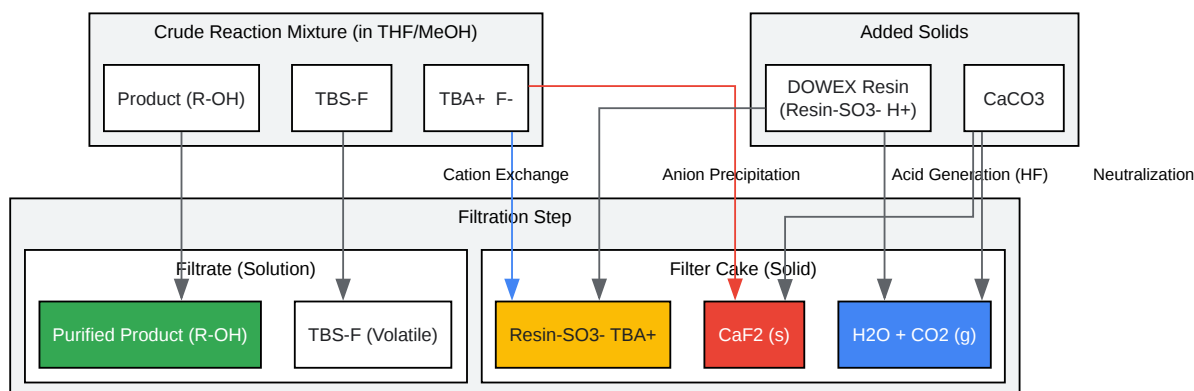 Crude Reaction Mixture (in THF/MeOH)
Added Solids
Product (R-OH)
TBS-F
TBA+  F-
DOWEX Resin
(Resin-SO3- H+)
CaCO3
Cation Exchange
Anion Precipitation
Acid Generation (HF)
Neutralization
Filtration Step
Filtrate (Solution)
Filter Cake (Solid)
Purified Product (R-OH)
TBS-F (Volatile)
Resin-SO3- TBA+
CaF2 (s)
H2O + CO2 (g)